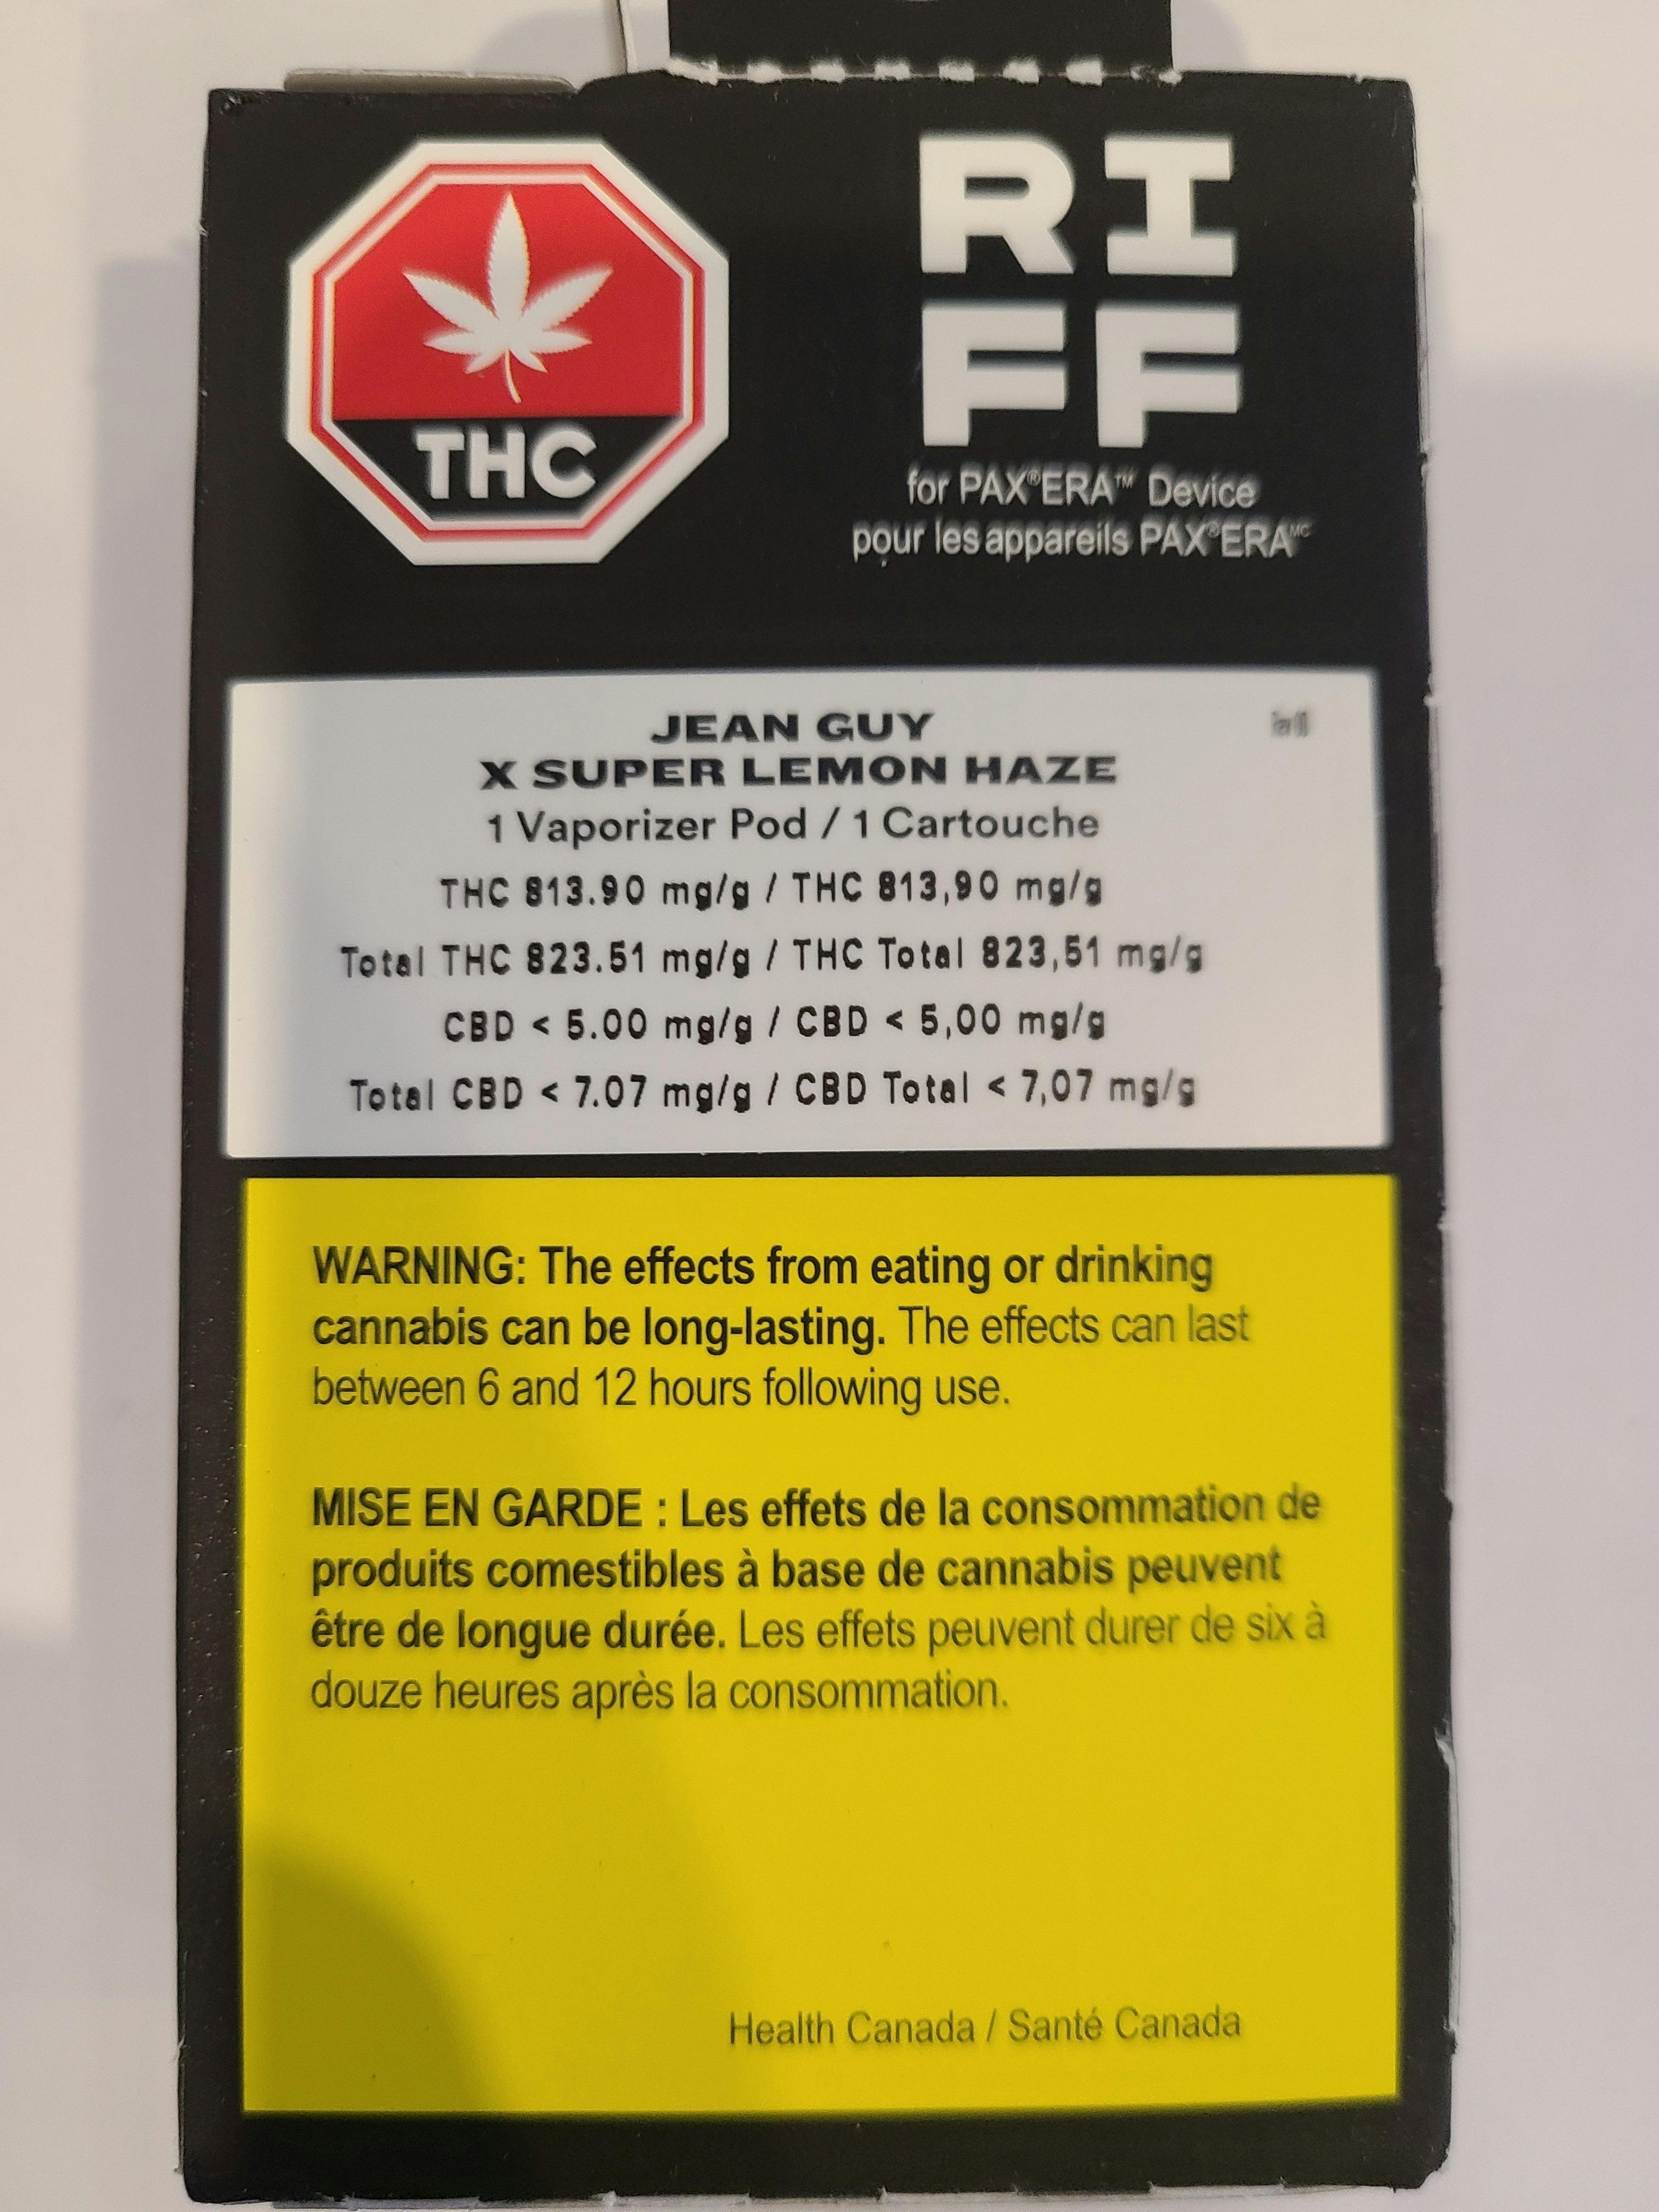 THC
RI
FF
for PAX®ERA™ Device
pour les appareils PAX®ERAᴹᶜ
JEAN GUY
X SUPER LEMON HAZE
1 Vaporizer Pod / 1 Cartouche
THC 813.90 mg/g / THC 813,90 mg/g
Total THC 823.51 mg/g / THC Total 823,51 mg/g
CBD < 5.00 mg/g / CBD < 5,00 mg/g
Total CBD < 7.07 mg/g / CBD Total < 7,07 mg/g
WARNING: The effects from eating or drinking
cannabis can be long-lasting. The effects can last
between 6 and 12 hours following use.
MISE EN GARDE : Les effets de la consommation de
produits comestibles à base de cannabis peuvent
être de longue durée. Les effets peuvent durer de six à
douze heures après la consommation.
Health Canada / Santé Canada